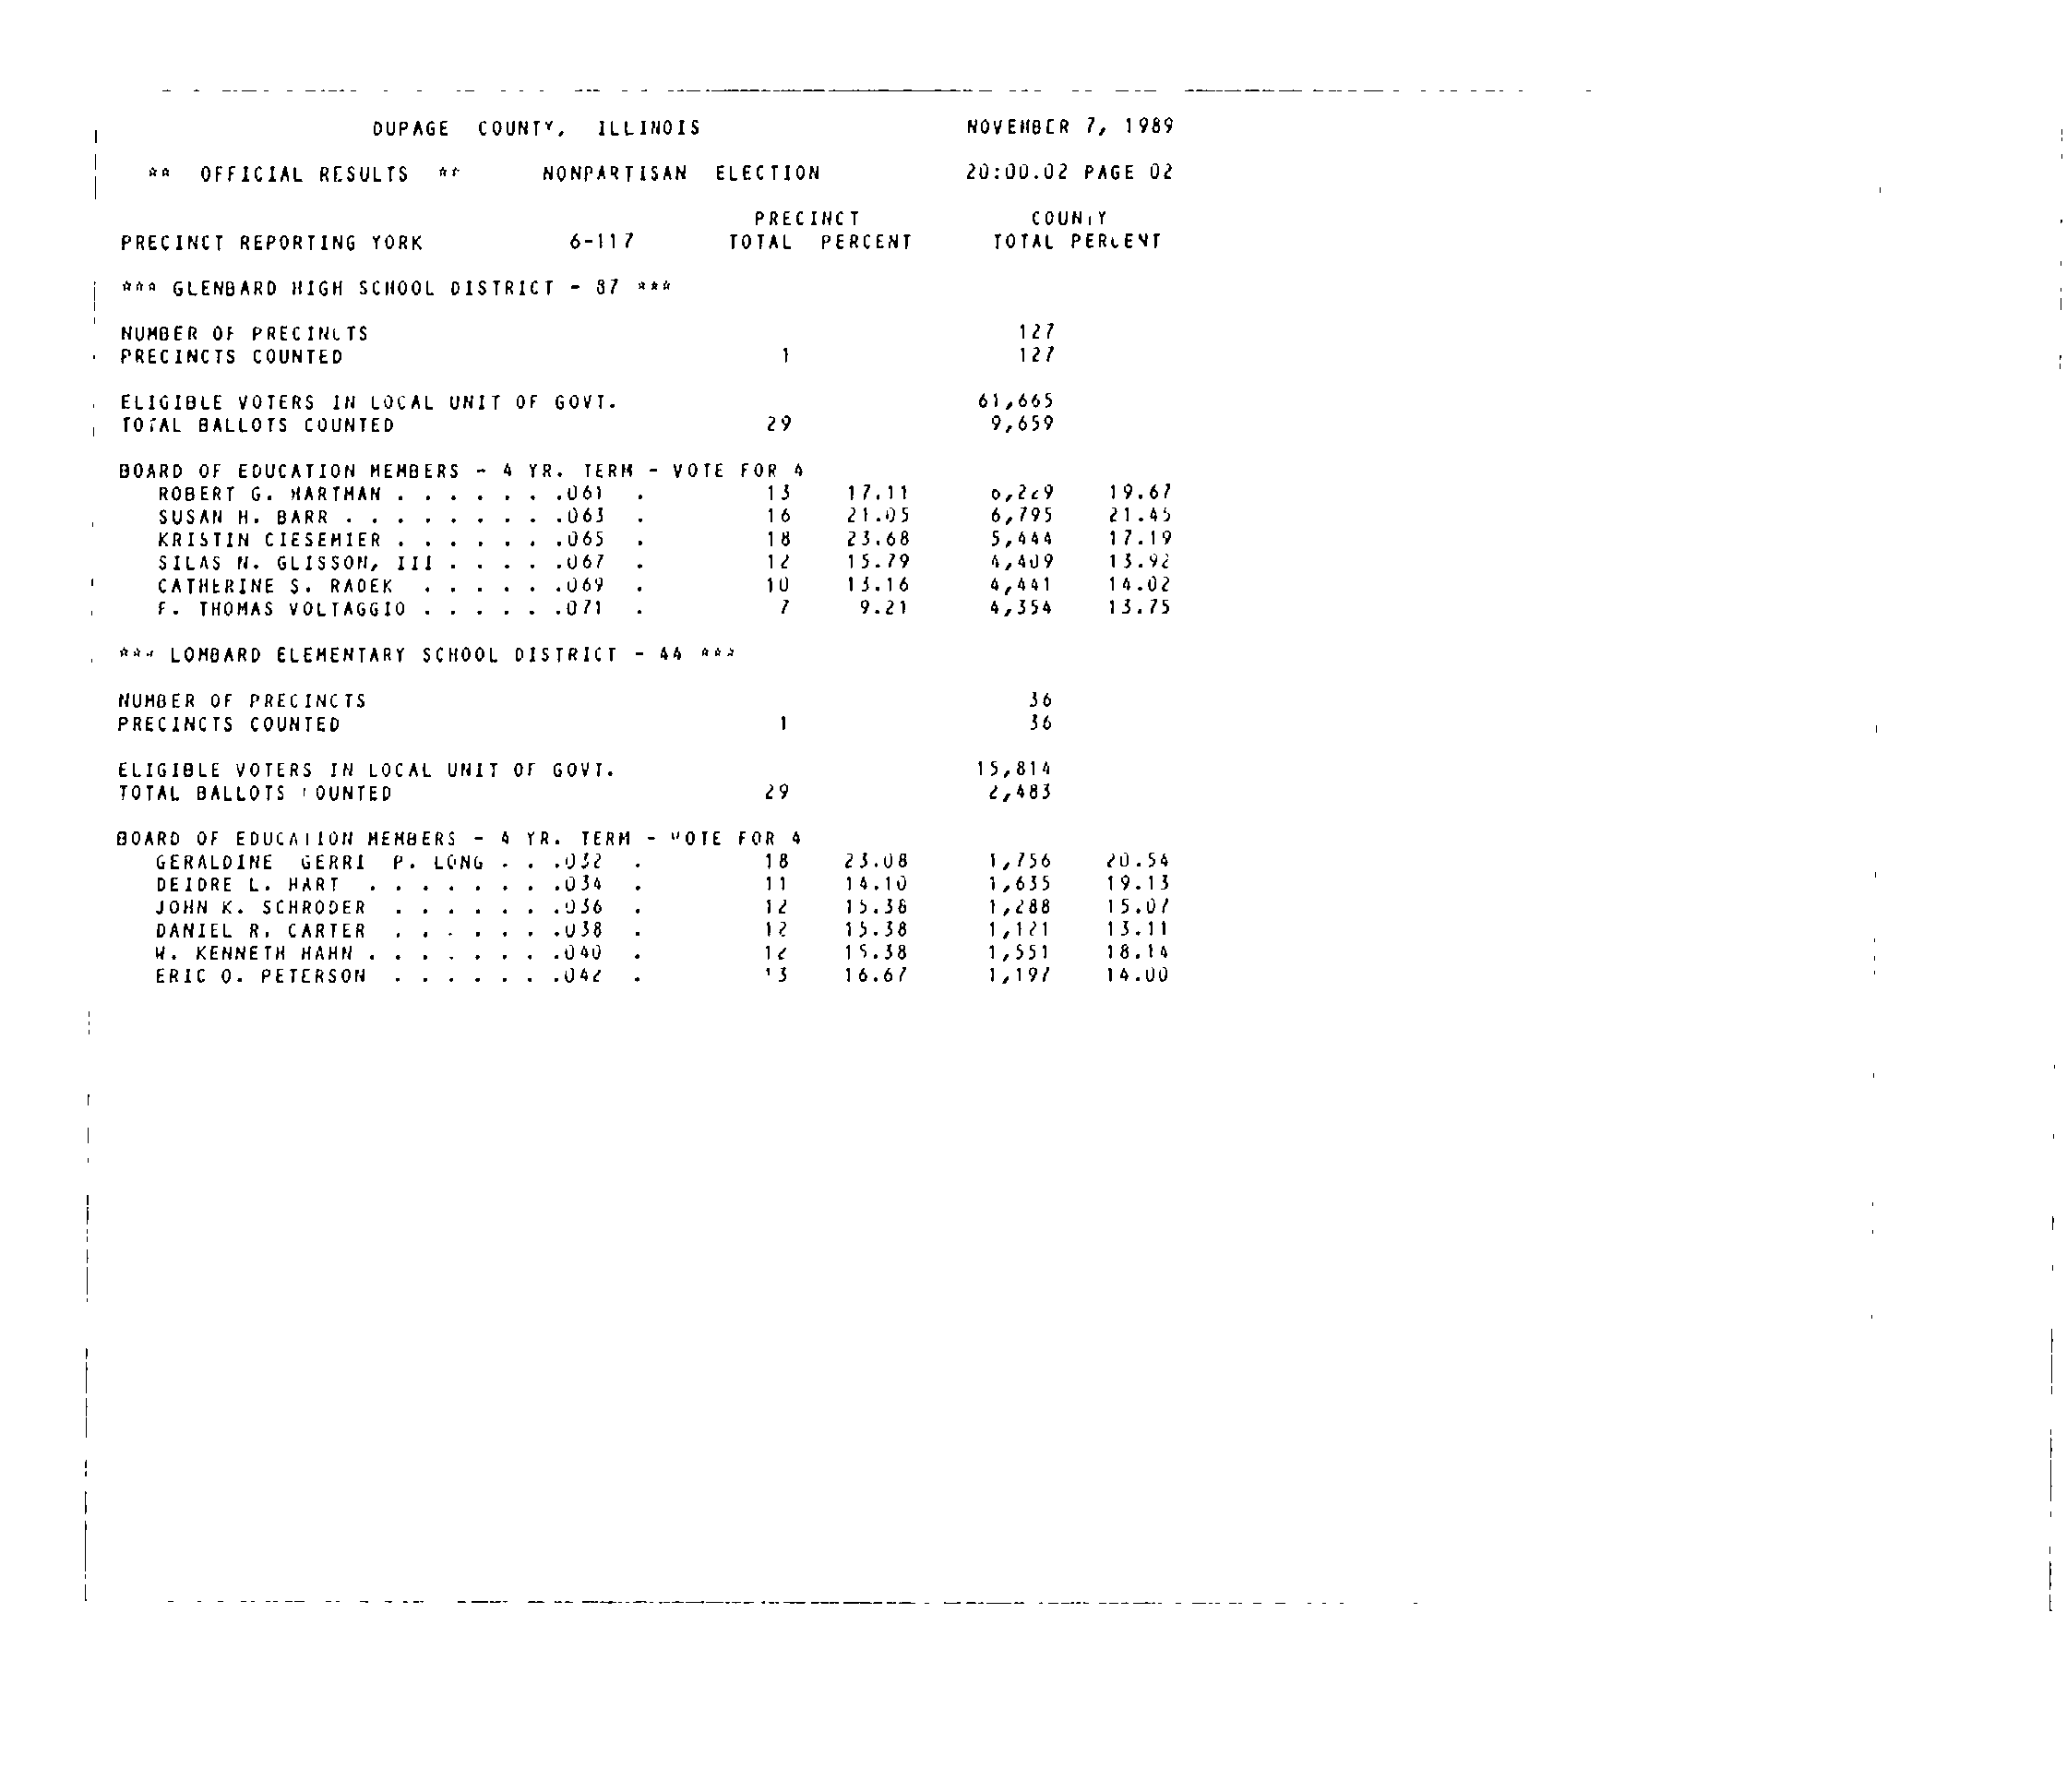 DUPAGE COUNTY, ILLINOIS NOVEMBER 7, 1989
** OFFICIAL RESULTS ** NONPARTISAN ELECTION 20:00.02 PAGE 02
PRECINCT COUNTY
PRECINCT REPORTING YORK 6-117 TOTAL PERCENT TOTAL PERCENT
*** GLENBARD HIGH SCHOOL DISTRICT - 87 ***
NUMBER OF PRECINCTS 127
PRECINCTS COUNTED 1 127
ELIGIBLE VOTERS IN LOCAL UNIT OF GOVT. 61,665
TOTAL BALLOTS COUNTED 29 9,659
BOARD OF EDUCATION MEMBERS - 4 YR. TERM - VOTE FOR 4
ROBERT G. HARTMAN . . . . . . .061 . 13 17.11 6,229 19.67
SUSAN H. BARR . . . . . . . . .063 . 16 21.05 6,795 21.45
KRISTIN CIESEMIER . . . . . . .065 . 18 23.68 5,444 17.19
SILAS N. GLISSON, III . . . . .067 . 12 15.79 4,409 13.92
CATHERINE S. RADEK . . . . . .069 . 10 13.16 4,441 14.02
F. THOMAS VOLTAGGIO . . . . . .071 . 7 9.21 4,354 13.75
*** LOMBARD ELEMENTARY SCHOOL DISTRICT - 44 ***
NUMBER OF PRECINCTS 36
PRECINCTS COUNTED 1 36
ELIGIBLE VOTERS IN LOCAL UNIT OF GOVT. 15,814
TOTAL BALLOTS COUNTED 29 2,483
BOARD OF EDUCATION MEMBERS - 4 YR. TERM - VOTE FOR 4
GERALDINE GERRI P. LONG . . .032 . 18 23.08 1,756 20.54
DEIDRE L. HART . . . . . . . .034 . 11 14.10 1,635 19.13
JOHN K. SCHRODER . . . . . . .036 . 12 15.38 1,288 15.07
DANIEL R. CARTER . . . . . . .038 . 12 15.38 1,121 13.11
W. KENNETH HAHN . . . . . . . .040 . 12 15.38 1,551 18.14
ERIC O. PETERSON . . . . . . .042 . 13 16.67 1,197 14.00